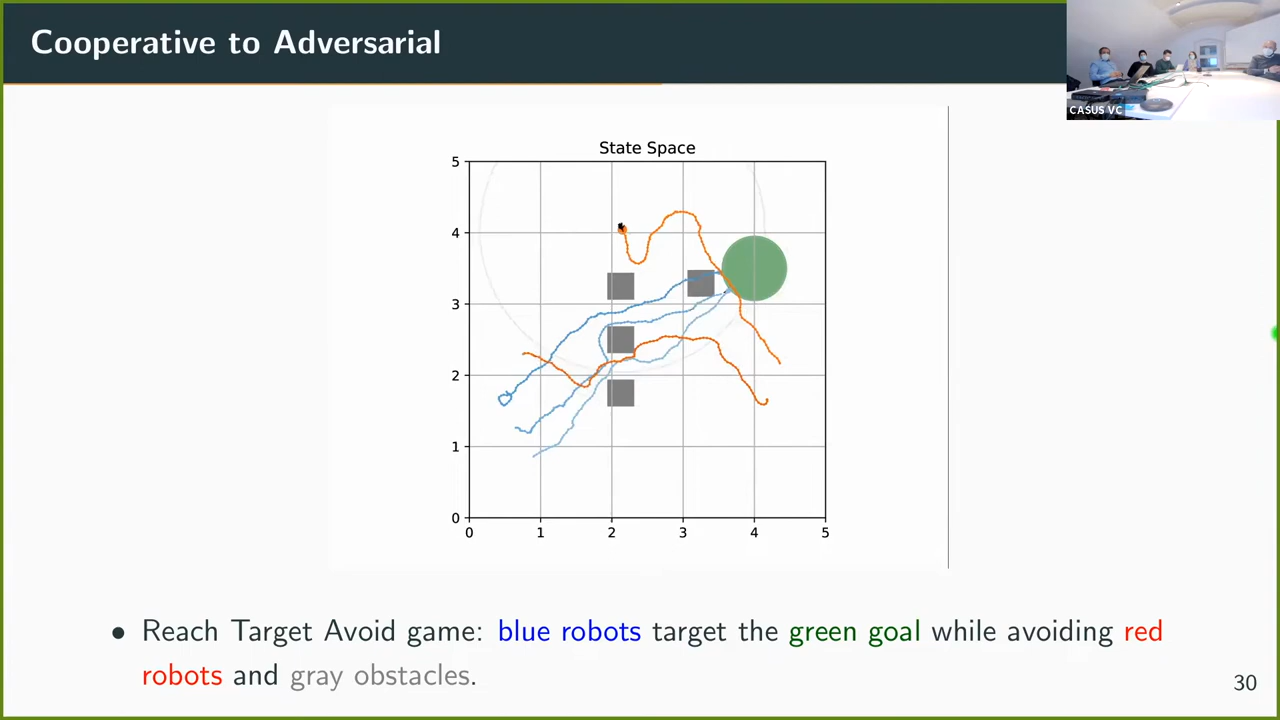 Cooperative to Adversarial
CASUS VC
State Space
5
4
3
2
1
0
0 1 2 3 4 5
• Reach Target Avoid game: blue robots target the green goal while avoiding red
robots and gray obstacles.
30